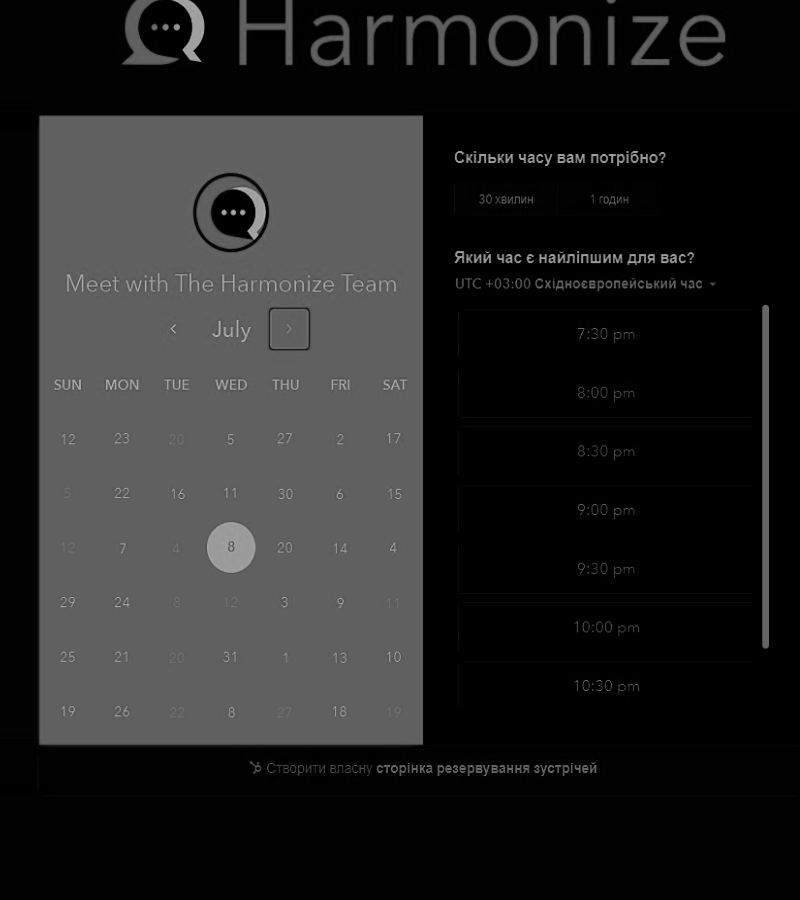 Harmonize
Meet with The Harmonize Team
July
SUN MON TUE WED THU FRI SAT
12 23 20 5 27 2 17
5 22 16 11 30 6 15
12 7 4 8 20 14 4
29 24 8 12 3 9 11
25 21 20 31 1 13 10
19 26 22 8 27 18 19
Скільки часу вам потрібно?
30 хвилин 1 годин
Який час є найліпшим для вас?
UTC +03:00 Східноєвропейський час
7:30 pm
8:00 pm
8:30 pm
9:00 pm
9:30 pm
10:00 pm
10:30 pm
Створити власну сторінка резервування зустрічей